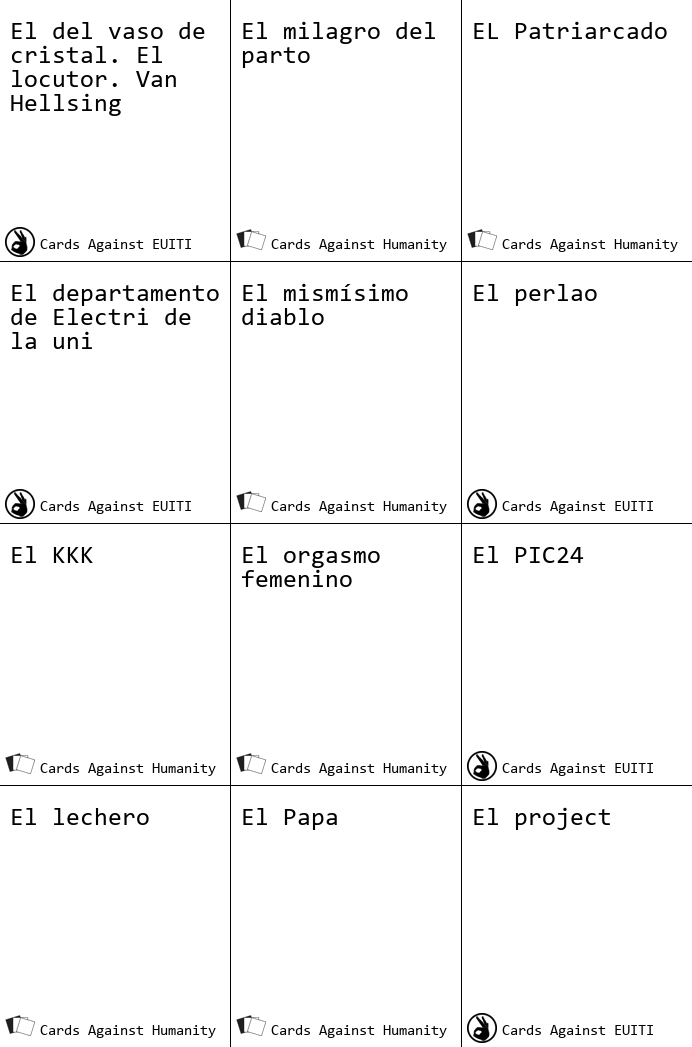 El del vaso de
cristal. El
locutor. Van
Hellsing
Cards Against EUITI
El milagro del
parto
Cards Against Humanity
EL Patriarcado
Cards Against Humanity
El departamento
de Electri de
la uni
Cards Against EUITI
El mismísimo
diablo
Cards Against Humanity
El perlao
Cards Against EUITI
El KKK
Cards Against Humanity
El orgasmo
femenino
Cards Against Humanity
El PIC24
Cards Against EUITI
El lechero
Cards Against Humanity
El Papa
Cards Against Humanity
El project
Cards Against EUITI